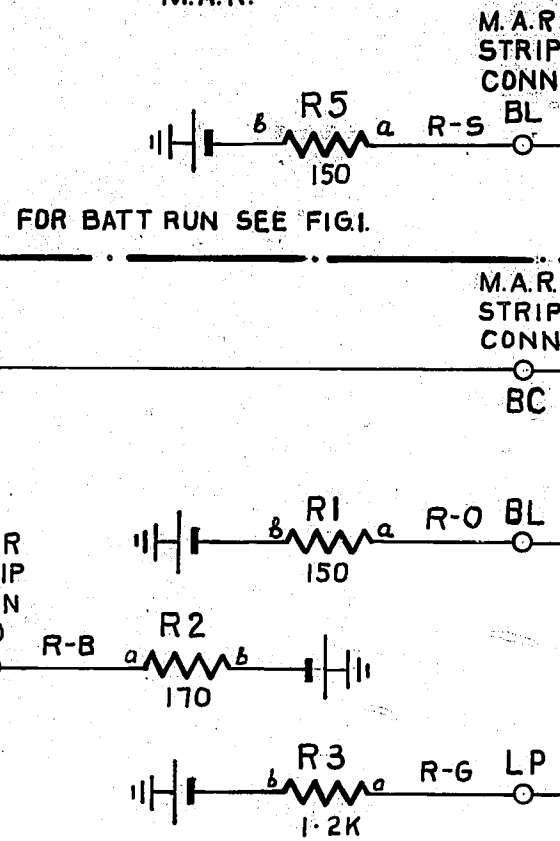 M.A.R.
M.A.R
STRIP
CONN
BL
R5
b
a
R-S
150
FOR BATT RUN SEE FIG.1.
M.A.R.
STRIP
CONN
BC
R1
b
a
R-O
BL
150
R
IP
N
R2
R-B
a
b
170
R3
b
a
R-G
LP
1.2K